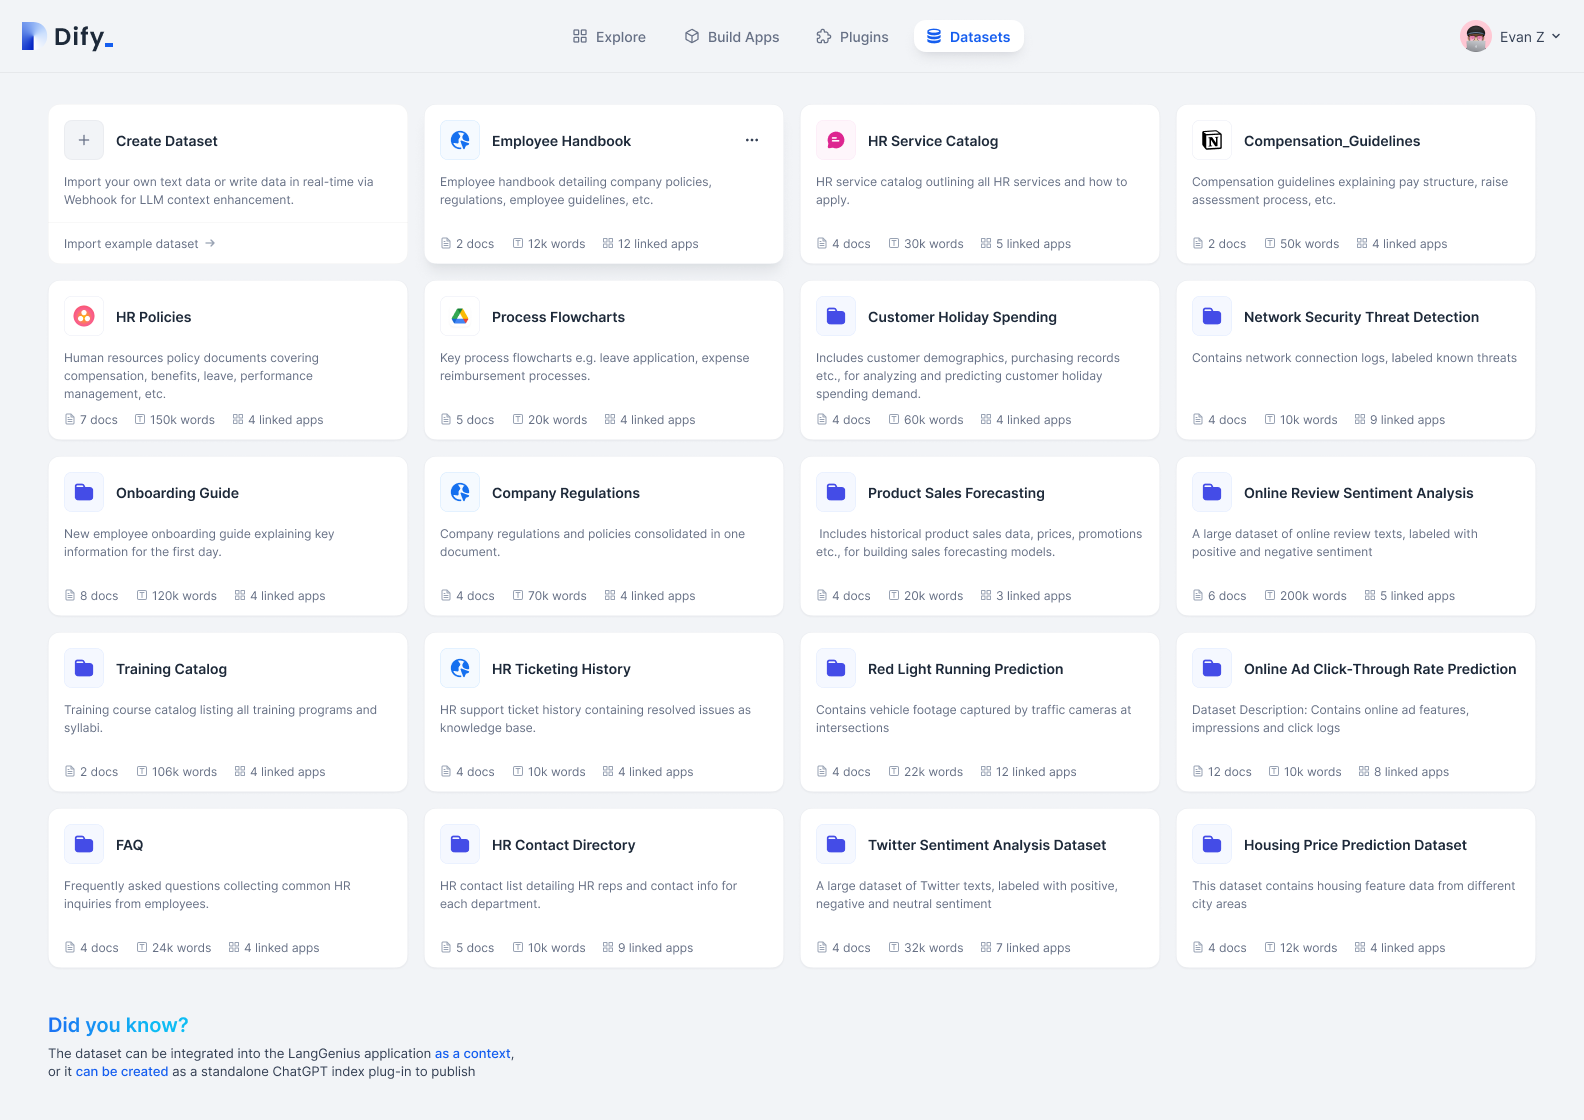 Dify_
Explore
Build Apps
Plugins
Datasets
Evan Z
Create Dataset
Import your own text data or write data in real-time via
Webhook for LLM context enhancement.
Import example dataset →
Employee Handbook
Employee handbook detailing company policies,
regulations, employee guidelines, etc.
2 docs 12k words 12 linked apps
HR Service Catalog
HR service catalog outlining all HR services and how to
apply.
4 docs 30k words 5 linked apps
Compensation_Guidelines
Compensation guidelines explaining pay structure, raise
assessment process, etc.
2 docs 50k words 4 linked apps
HR Policies
Human resources policy documents covering
compensation, benefits, leave, performance
management, etc.
7 docs 150k words 4 linked apps
Process Flowcharts
Key process flowcharts e.g. leave application, expense
reimbursement processes.
5 docs 20k words 4 linked apps
Customer Holiday Spending
Includes customer demographics, purchasing records
etc., for analyzing and predicting customer holiday
spending demand.
4 docs 60k words 4 linked apps
Network Security Threat Detection
Contains network connection logs, labeled known threats
4 docs 10k words 9 linked apps
Onboarding Guide
New employee onboarding guide explaining key
information for the first day.
8 docs 120k words 4 linked apps
Company Regulations
Company regulations and policies consolidated in one
document.
4 docs 70k words 4 linked apps
Product Sales Forecasting
Includes historical product sales data, prices, promotions
etc., for building sales forecasting models.
4 docs 20k words 3 linked apps
Online Review Sentiment Analysis
A large dataset of online review texts, labeled with
positive and negative sentiment
6 docs 200k words 5 linked apps
Training Catalog
Training course catalog listing all training programs and
syllabi.
2 docs 106k words 4 linked apps
HR Ticketing History
HR support ticket history containing resolved issues as
knowledge base.
4 docs 10k words 4 linked apps
Red Light Running Prediction
Contains vehicle footage captured by traffic cameras at
intersections
4 docs 22k words 12 linked apps
Online Ad Click-Through Rate Prediction
Dataset Description: Contains online ad features,
impressions and click logs
12 docs 10k words 8 linked apps
FAQ
Frequently asked questions collecting common HR
inquiries from employees.
4 docs 24k words 4 linked apps
HR Contact Directory
HR contact list detailing HR reps and contact info for
each department.
5 docs 10k words 9 linked apps
Twitter Sentiment Analysis Dataset
A large dataset of Twitter texts, labeled with positive,
negative and neutral sentiment
4 docs 32k words 7 linked apps
Housing Price Prediction Dataset
This dataset contains housing feature data from different
city areas
4 docs 12k words 4 linked apps
Did you know?
The dataset can be integrated into the LangGenius application as a context,
or it can be created as a standalone ChatGPT index plug-in to publish